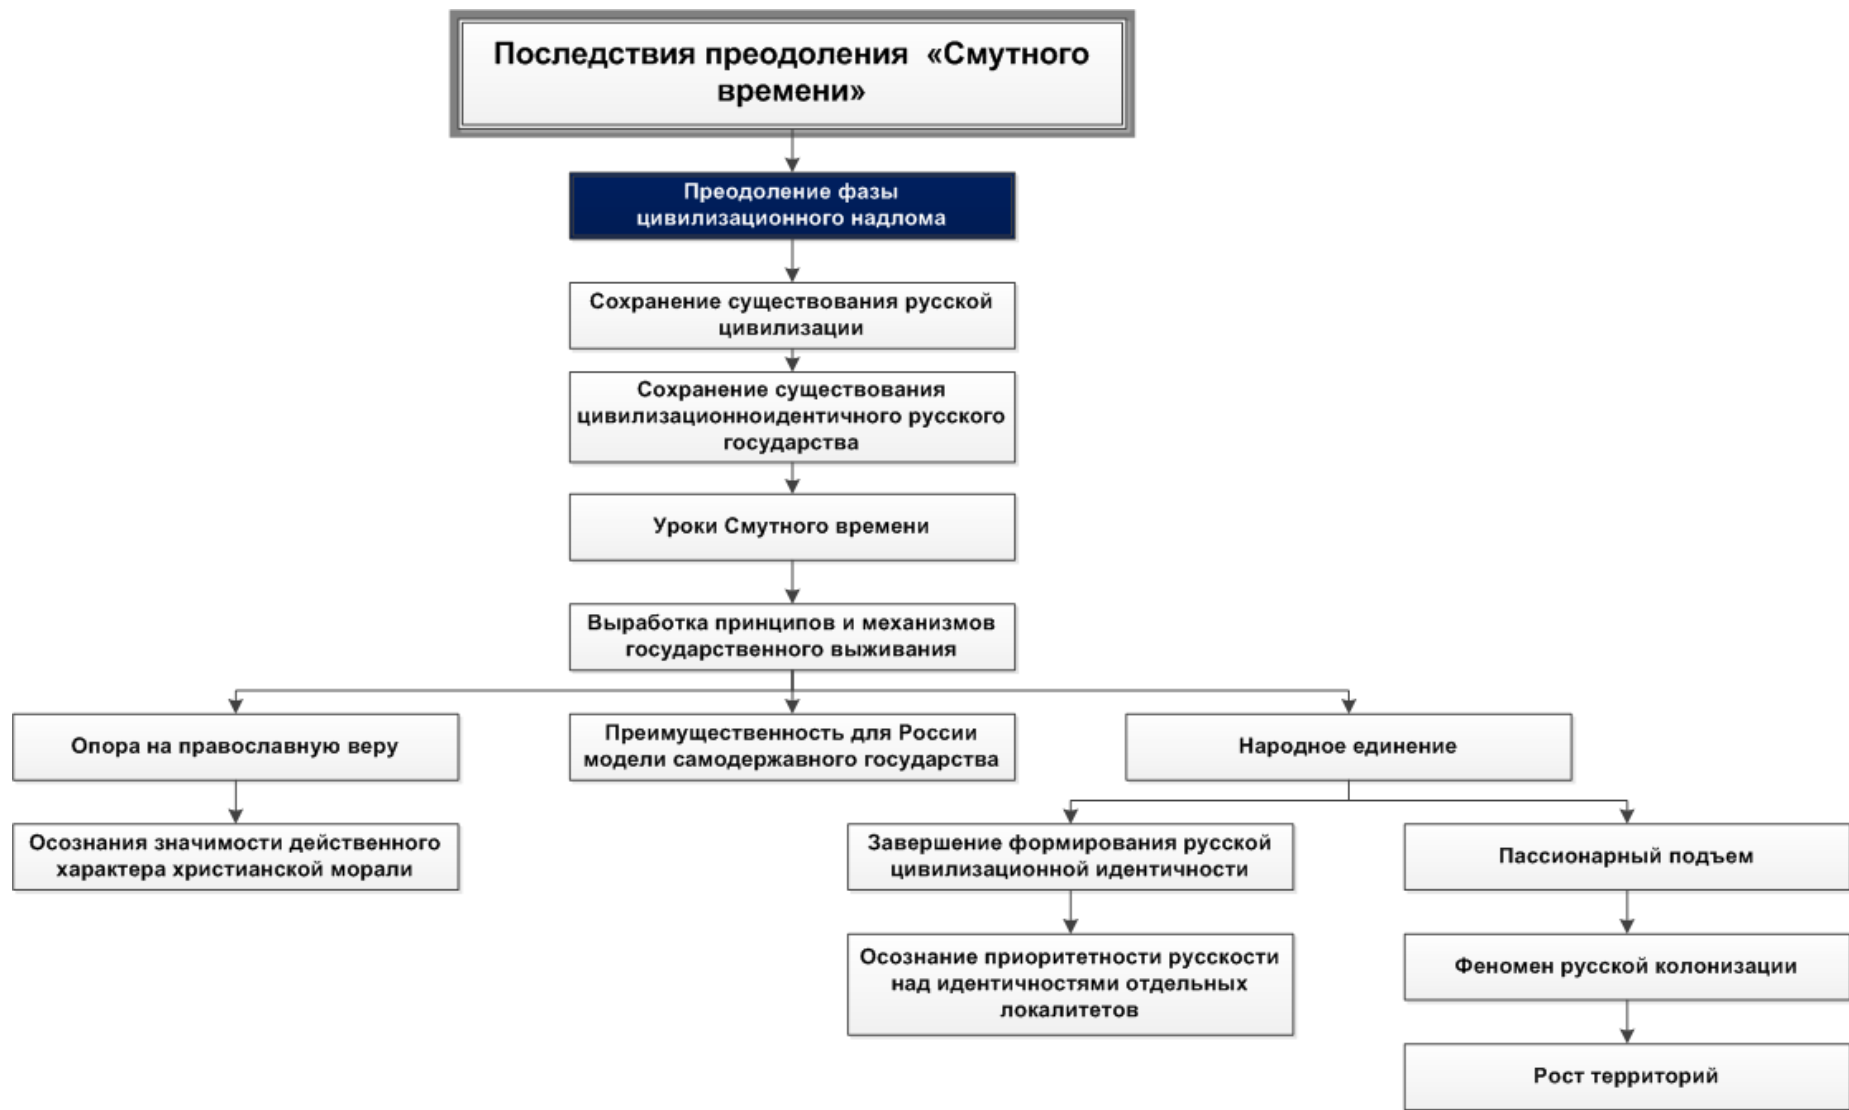 Последствия преодоления «Смутного
времени»
Преодоление фазы
цивилизационного надлома
Сохранение существования русской
цивилизации
Сохранение существования
цивилизационноидентичного русского
государства
Уроки Смутного времени
Выработка принципов и механизмов
государственного выживания
Опора на православную веру
Преимущественность для России
модели самодержавного государства
Народное единение
Осознания значимости действенного
характера христианской морали
Завершение формирования русской
цивилизационной идентичности
Пассионарный подъем
Осознание приоритетности русскости
над идентичностями отдельных
локалитетов
Феномен русской колонизации
Рост территорий